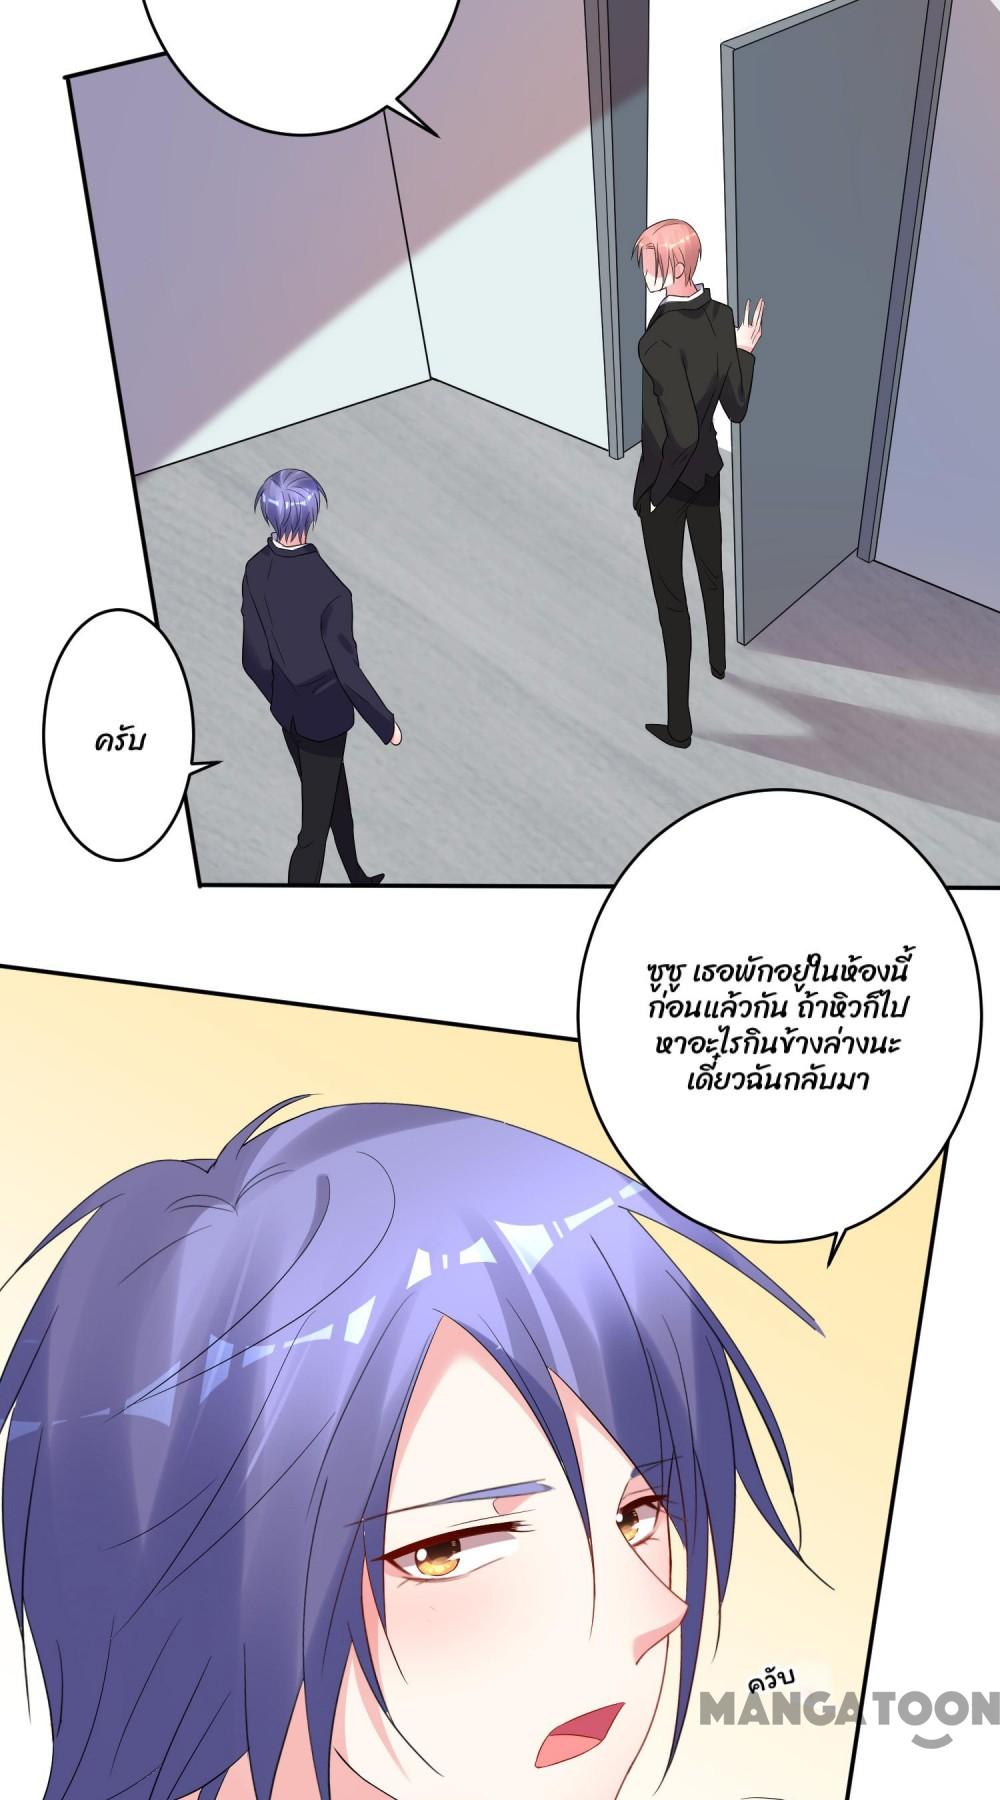 ครับ
ซูซู เธอพักอยู่ในห้องนี้
ก่อนแล้วกัน ถ้าหิวก็ไป
หาอะไรกินข้างล่างนะ
เดี๋ยวฉันกลับมา
ควับ
MANGATOON